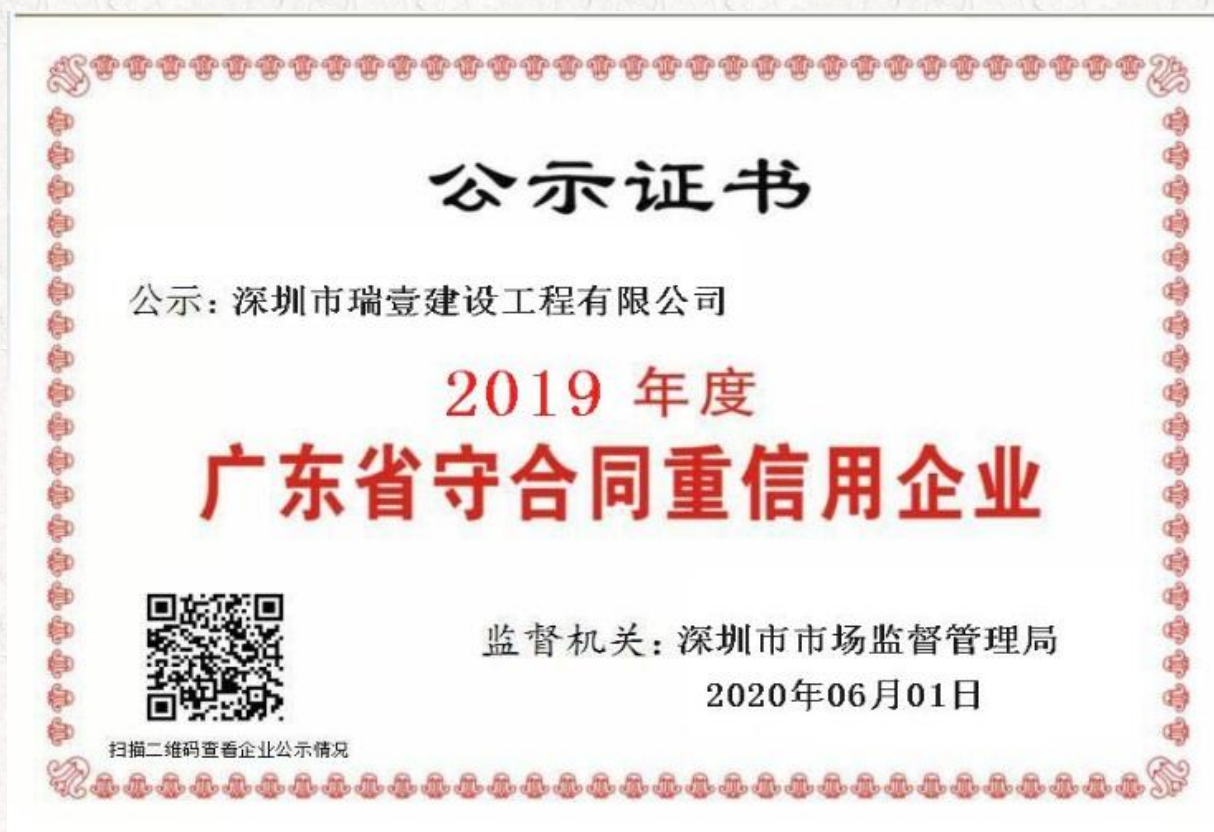 公示证书
公示：深圳市瑞壹建设工程有限公司
2019 年度
广东省守合同重信用企业
监督机关：深圳市市场监督管理局
2020年06月01日
扫描二维码查看企业公示情况